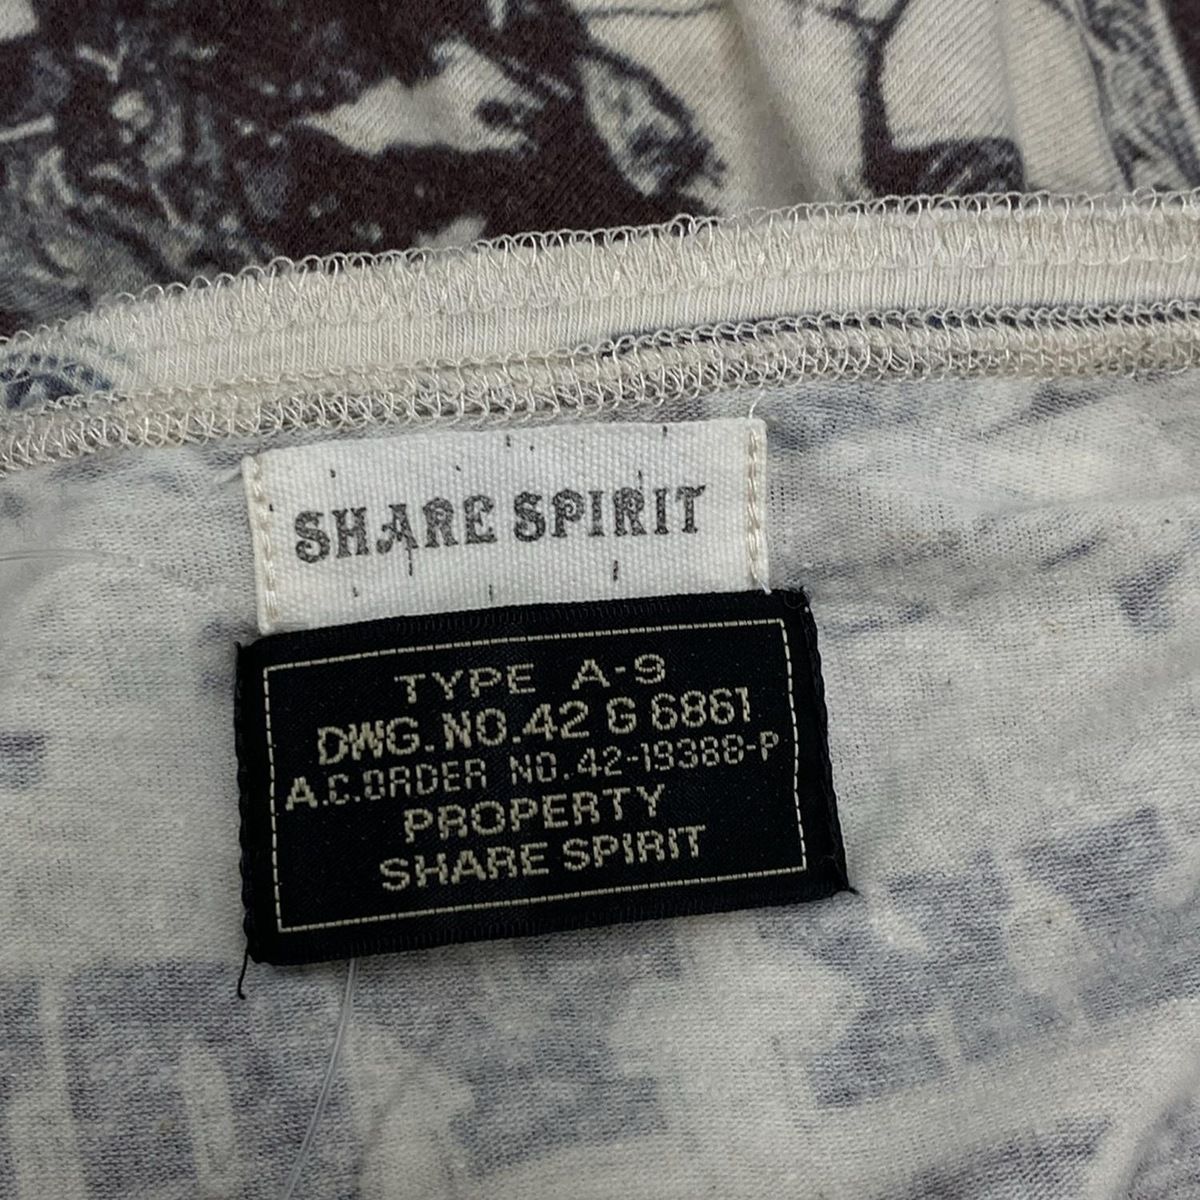 SHARE SPIRIT
TYPE A-9
DWG. NO. 42 G 6861
A.C. ORDER NO. 42-19388-P
PROPERTY
SHARE SPIRIT